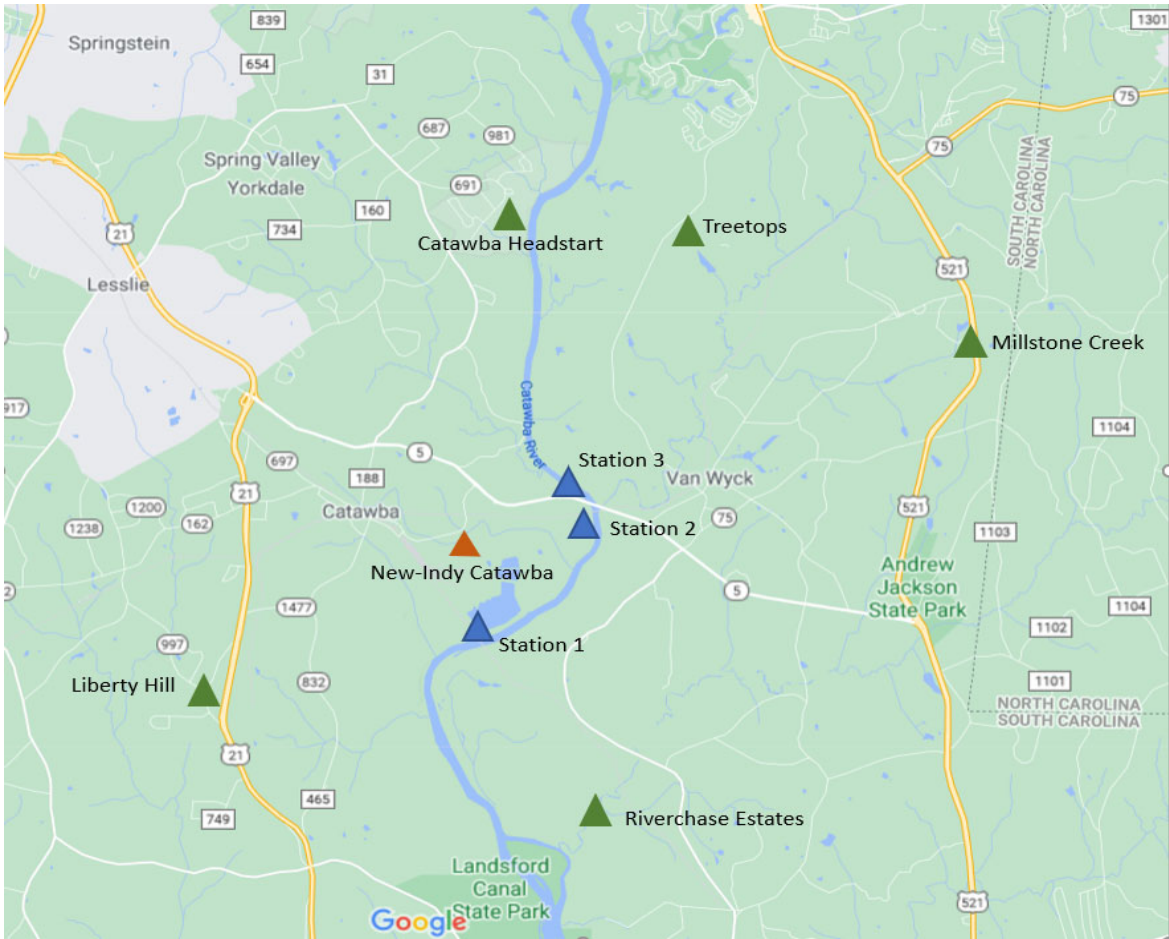 839
1301
Springstein
654
31
75
687
981
75
Spring Valley
Yorkdale
691
160
734
21
Catawba Headstart
Treetops
SOUTH CAROLINA
NORTH CAROLINA
521
Lesslie
Millstone Creek
917
Catawba River
1104
5
Station 3
697
188
Van Wyck
21
1200
162
1238
Catawba
75
521
Station 2
1103
New-Indy Catawba
Andrew
Jackson
State Park
2
5
1477
1104
1102
997
Station 1
Liberty Hill
832
1101
NORTH CAROLINA
SOUTH CAROLINA
21
465
749
Riverchase Estates
Landsford
Canal
State Park
Google
521